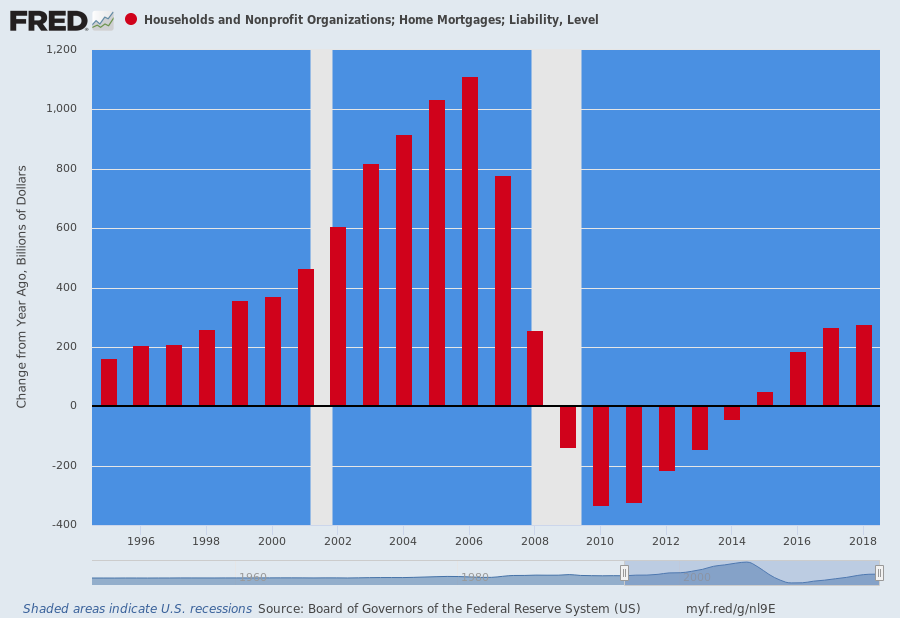 FRED Households and Nonprofit Organizations; Home Mortgages; Liability, Level
Change from Year Ago, Billions of Dollars
1,200
1,000
800
600
400
200
0
-200
-400
1996 1998 2000 2002 2004 2006 2008 2010 2012 2014 2016 2018
1960 1980 2000
Shaded areas indicate U.S. recessions Source: Board of Governors of the Federal Reserve System (US) myf.red/g/nl9E